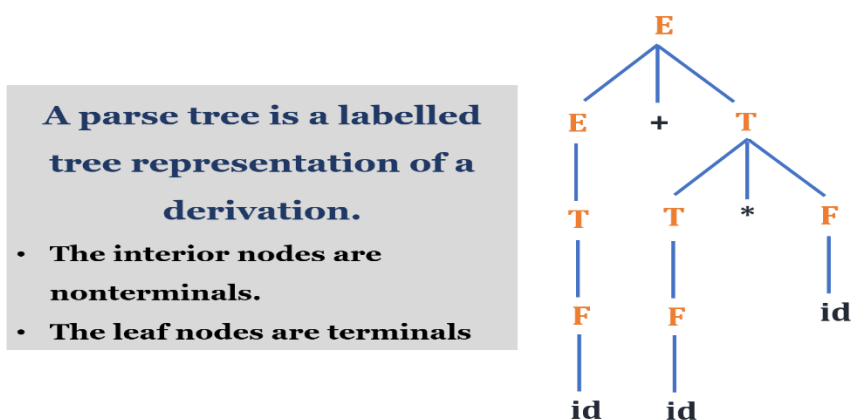 A parse tree is a labelled
tree representation of a
derivation.
• The interior nodes are
nonterminals.
• The leaf nodes are terminals
E
E + T
T T * F
F F id
id id